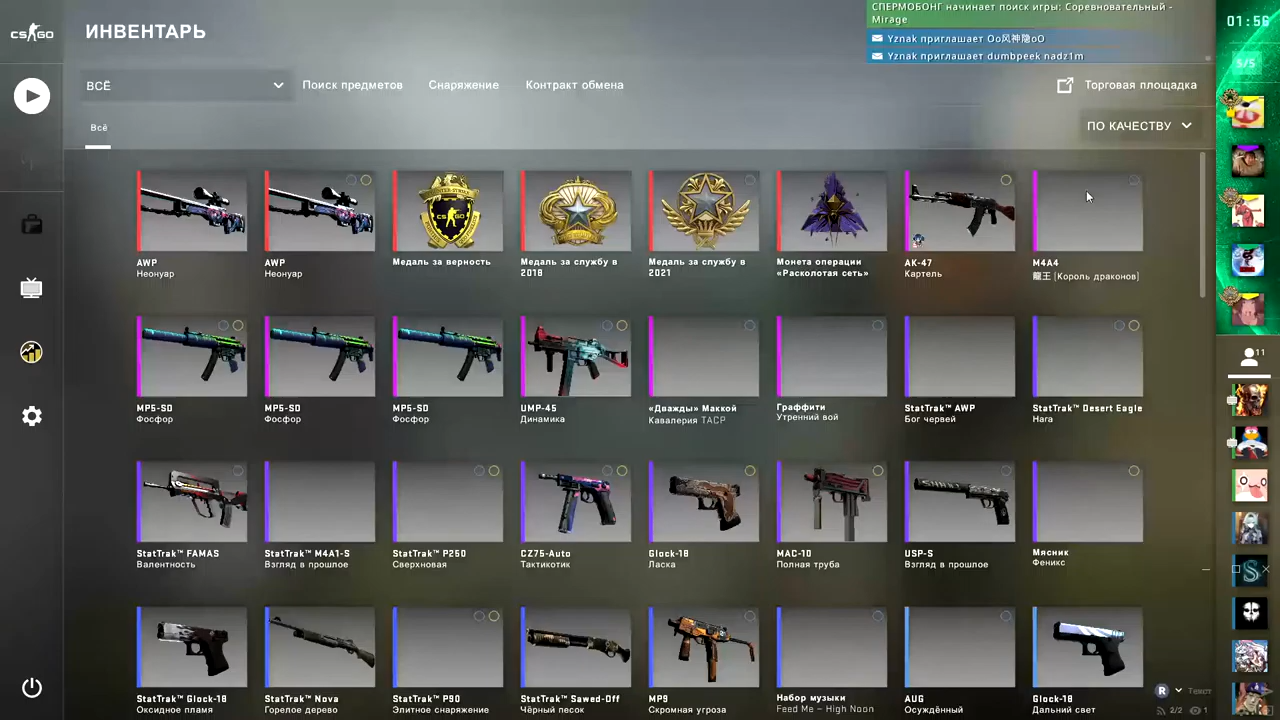 СПЕРМОБОНГ начинает поиск игры: Соревновательный -
Mirage
Yznak приглашает Oo风神隐oO
Yznak приглашает dumbpeek nadz1m
01:56
5/5
CS:GO
ИНВЕНТАРЬ
ВСЁ
Поиск предметов
Снаряжение
Контракт обмена
Торговая площадка
Всё
ПО КАЧЕСТВУ
AWP
Неонуар
AWP
Неонуар
Медаль за верность
Медаль за службу в
2018
Медаль за службу в
2021
Монета операции
«Расколотая сеть»
AK-47
Картель
M4A4
龍王 [Король драконов]
11
MP5-SD
Фосфор
MP5-SD
Фосфор
MP5-SD
Фосфор
UMP-45
Динамика
«Дважды» Маккой
Кавалерия TACP
Граффити
Утренний вой
StatTrak™ AWP
Бог червей
StatTrak™ Desert Eagle
Нага
StatTrak™ FAMAS
Валентность
StatTrak™ M4A1-S
Взгляд в прошлое
StatTrak™ P250
Сверхновая
CZ75-Auto
Тактикотик
Glock-18
Ласка
MAC-10
Полная труба
USP-S
Взгляд в прошлое
Мясник
Феникс
StatTrak™ Glock-18
Оксидное пламя
StatTrak™ Nova
Горелое дерево
StatTrak™ P90
Элитное снаряжение
StatTrak™ Sawed-Off
Чёрный песок
MP9
Скромная угроза
Набор музыки
Feed Me – High Noon
AUG
Осуждённый
Glock-18
Дальний свет
R
Текст
2/2
1